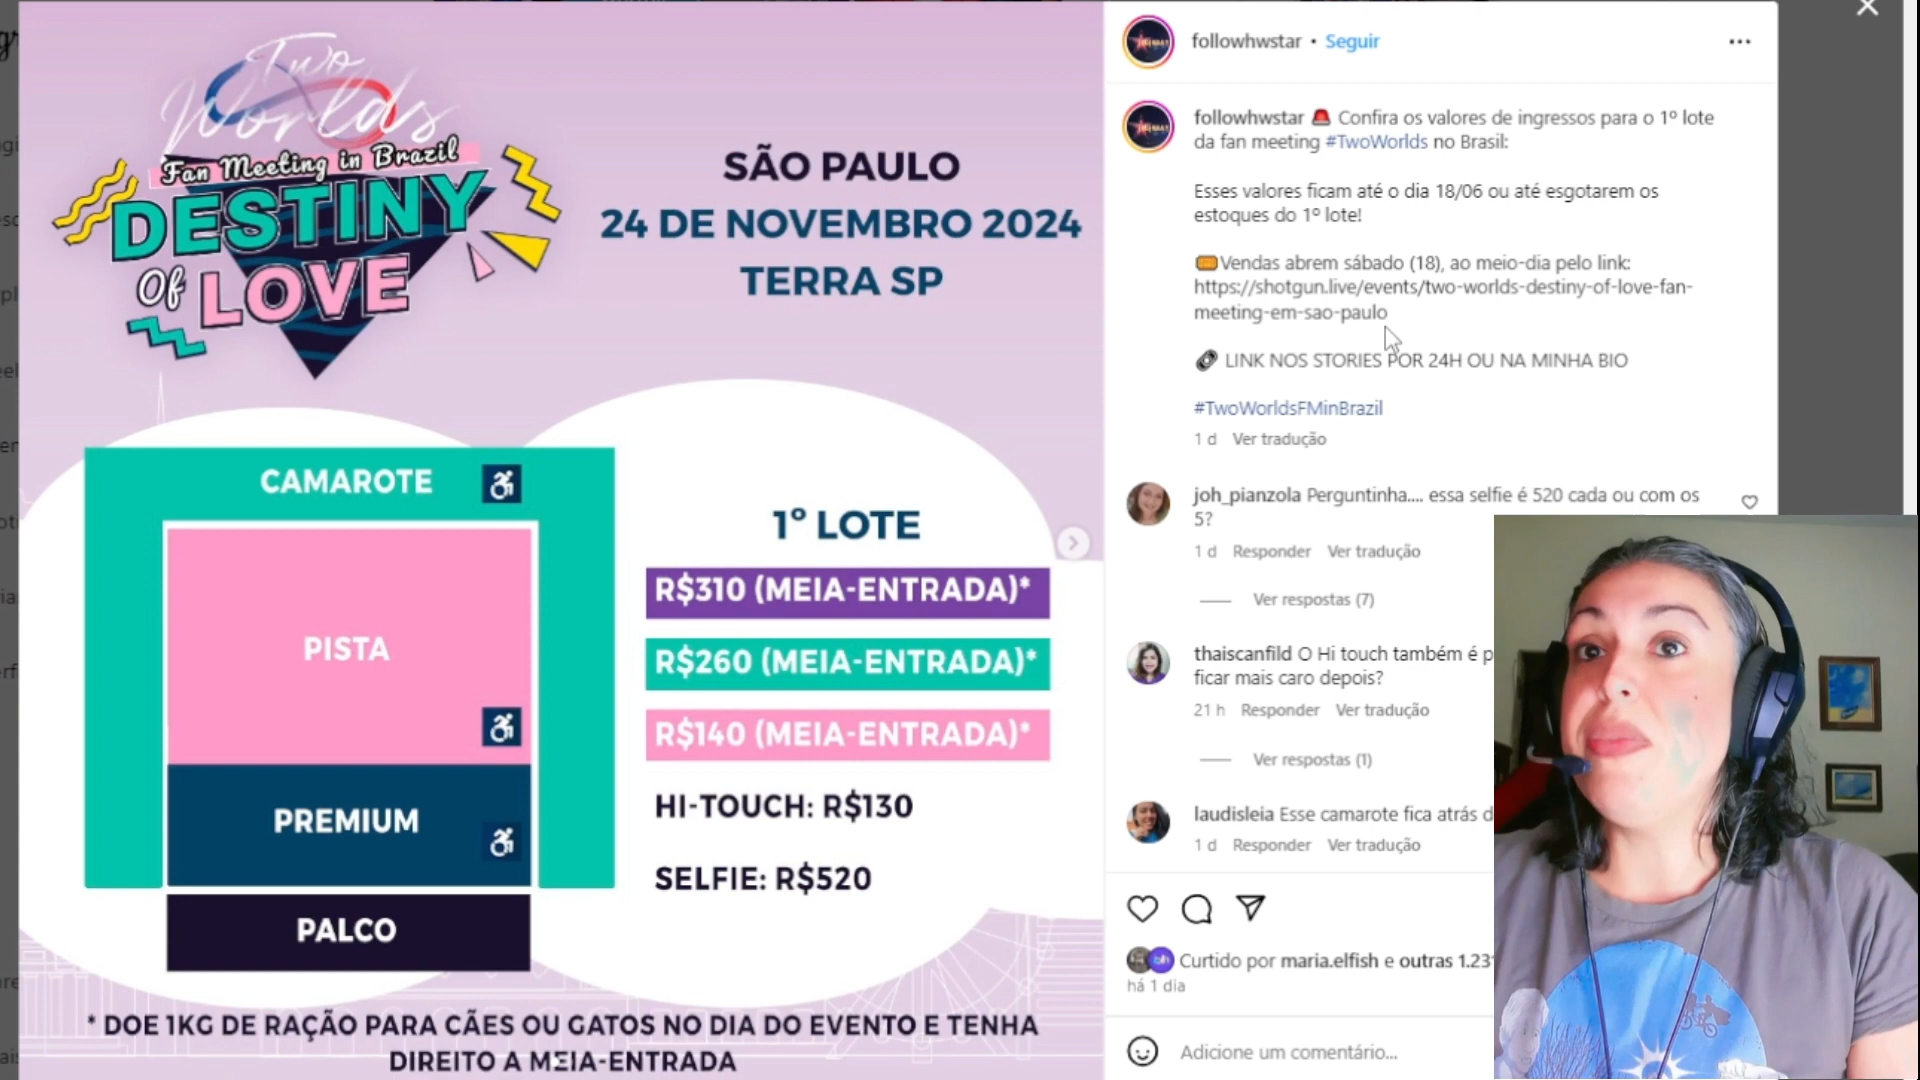 Two
Worlds
Fan Meeting in Brazil
DESTINY
Of LOVE
SÃO PAULO
24 DE NOVEMBRO 2024
TERRA SP
CAMAROTE
PISTA
PREMIUM
PALCO
1º LOTE
R$310 (MEIA-ENTRADA)*
R$260 (MEIA-ENTRADA)*
R$140 (MEIA-ENTRADA)*
HI-TOUCH: R$130
SELFIE: R$520
* DOE 1KG DE RAÇÃO PARA CÃES OU GATOS NO DIA DO EVENTO E TENHA
DIREITO A MEIA-ENTRADA
followhwstar • Seguir
followhwstar 🚨 Confira os valores de ingressos para o 1º lote
da fan meeting #TwoWorlds no Brasil:
Esses valores ficam até o dia 18/06 ou até esgotarem os
estoques do 1º lote!
🎫Vendas abrem sábado (18), ao meio-dia pelo link:
https://shotgun.live/events/two-worlds-destiny-of-love-fan-
meeting-em-sao-paulo
LINK NOS STORIES POR 24H OU NA MINHA BIO
#TwoWorldsFMinBrazil
1 d Ver tradução
joh_pianzola Perguntinha.... essa selfie é 520 cada ou com os
5?
1 d Responder Ver tradução
Ver respostas (7)
thaiscanfild O Hi touch também é p
ficar mais caro depois?
21 h Responder Ver tradução
Ver respostas (1)
laudisleia Esse camarote fica atrás d
1 d Responder Ver tradução
Curtido por maria.elfish e outras 1.23
há 1 dia
Adicione um comentário...